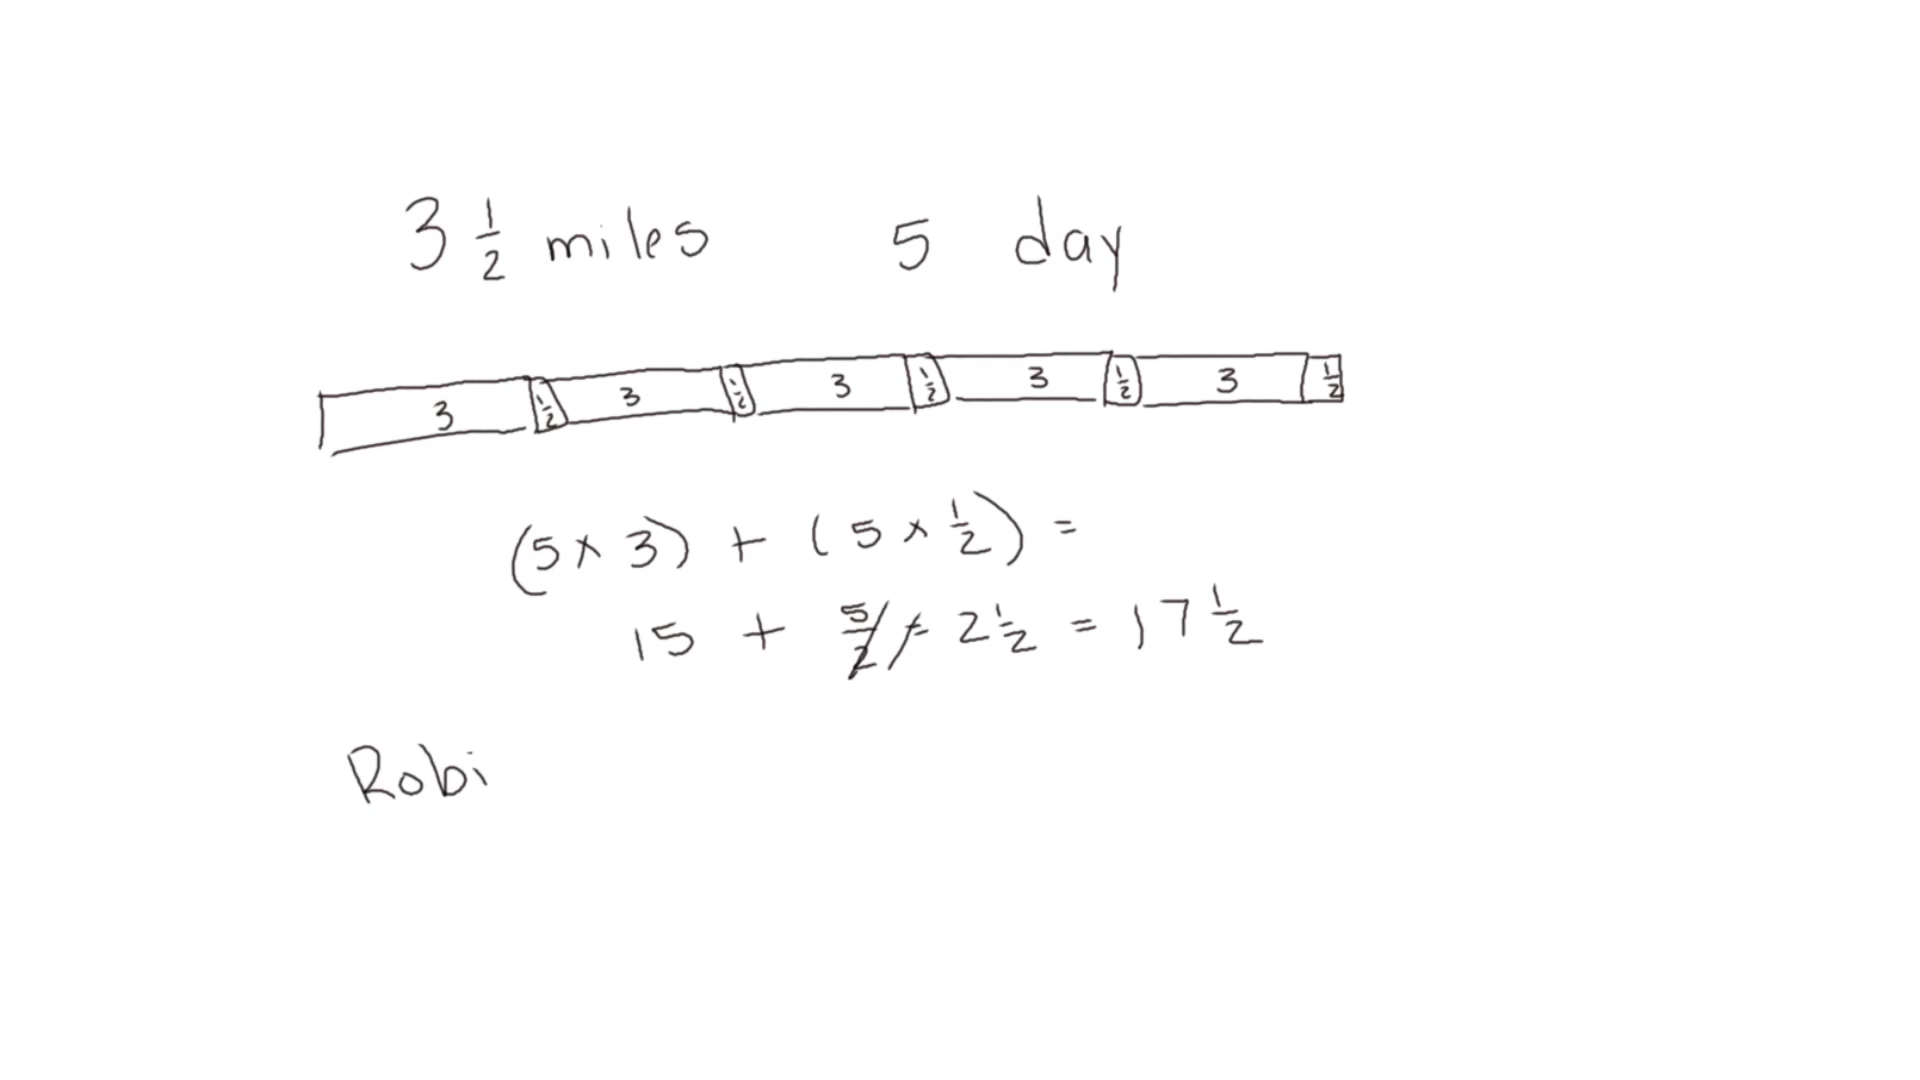 3 1/2 miles 5 day
3 1/2 3 1/2 3 1/2 3 1/2 3 1/2
(5 × 3) + (5 × 1/2) =
15 + 5/2 = 2 1/2 = 17 1/2
Robi